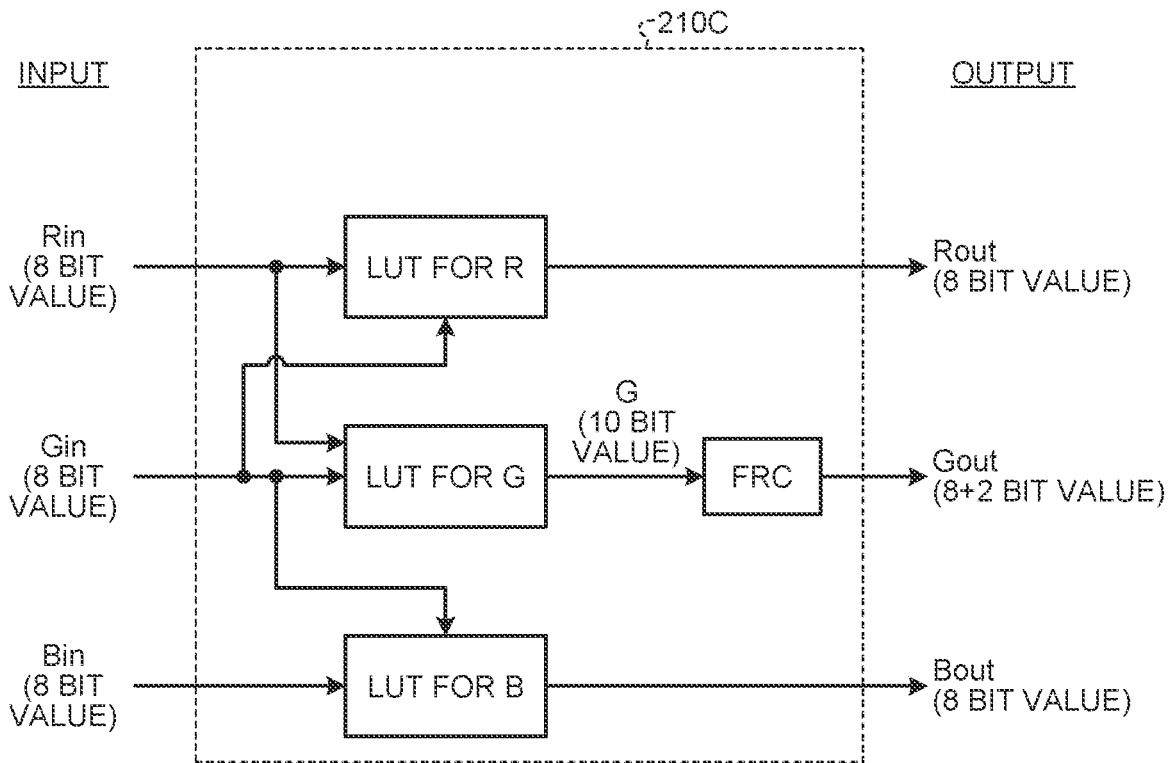 210C
INPUT
OUTPUT
Rin
(8 BIT
VALUE)
LUT FOR R
Rout
(8 BIT VALUE)
Gin
(8 BIT
VALUE)
LUT FOR G
G
(10 BIT
VALUE)
FRC
Gout
(8+2 BIT VALUE)
Bin
(8 BIT
VALUE)
LUT FOR B
Bout
(8 BIT VALUE)